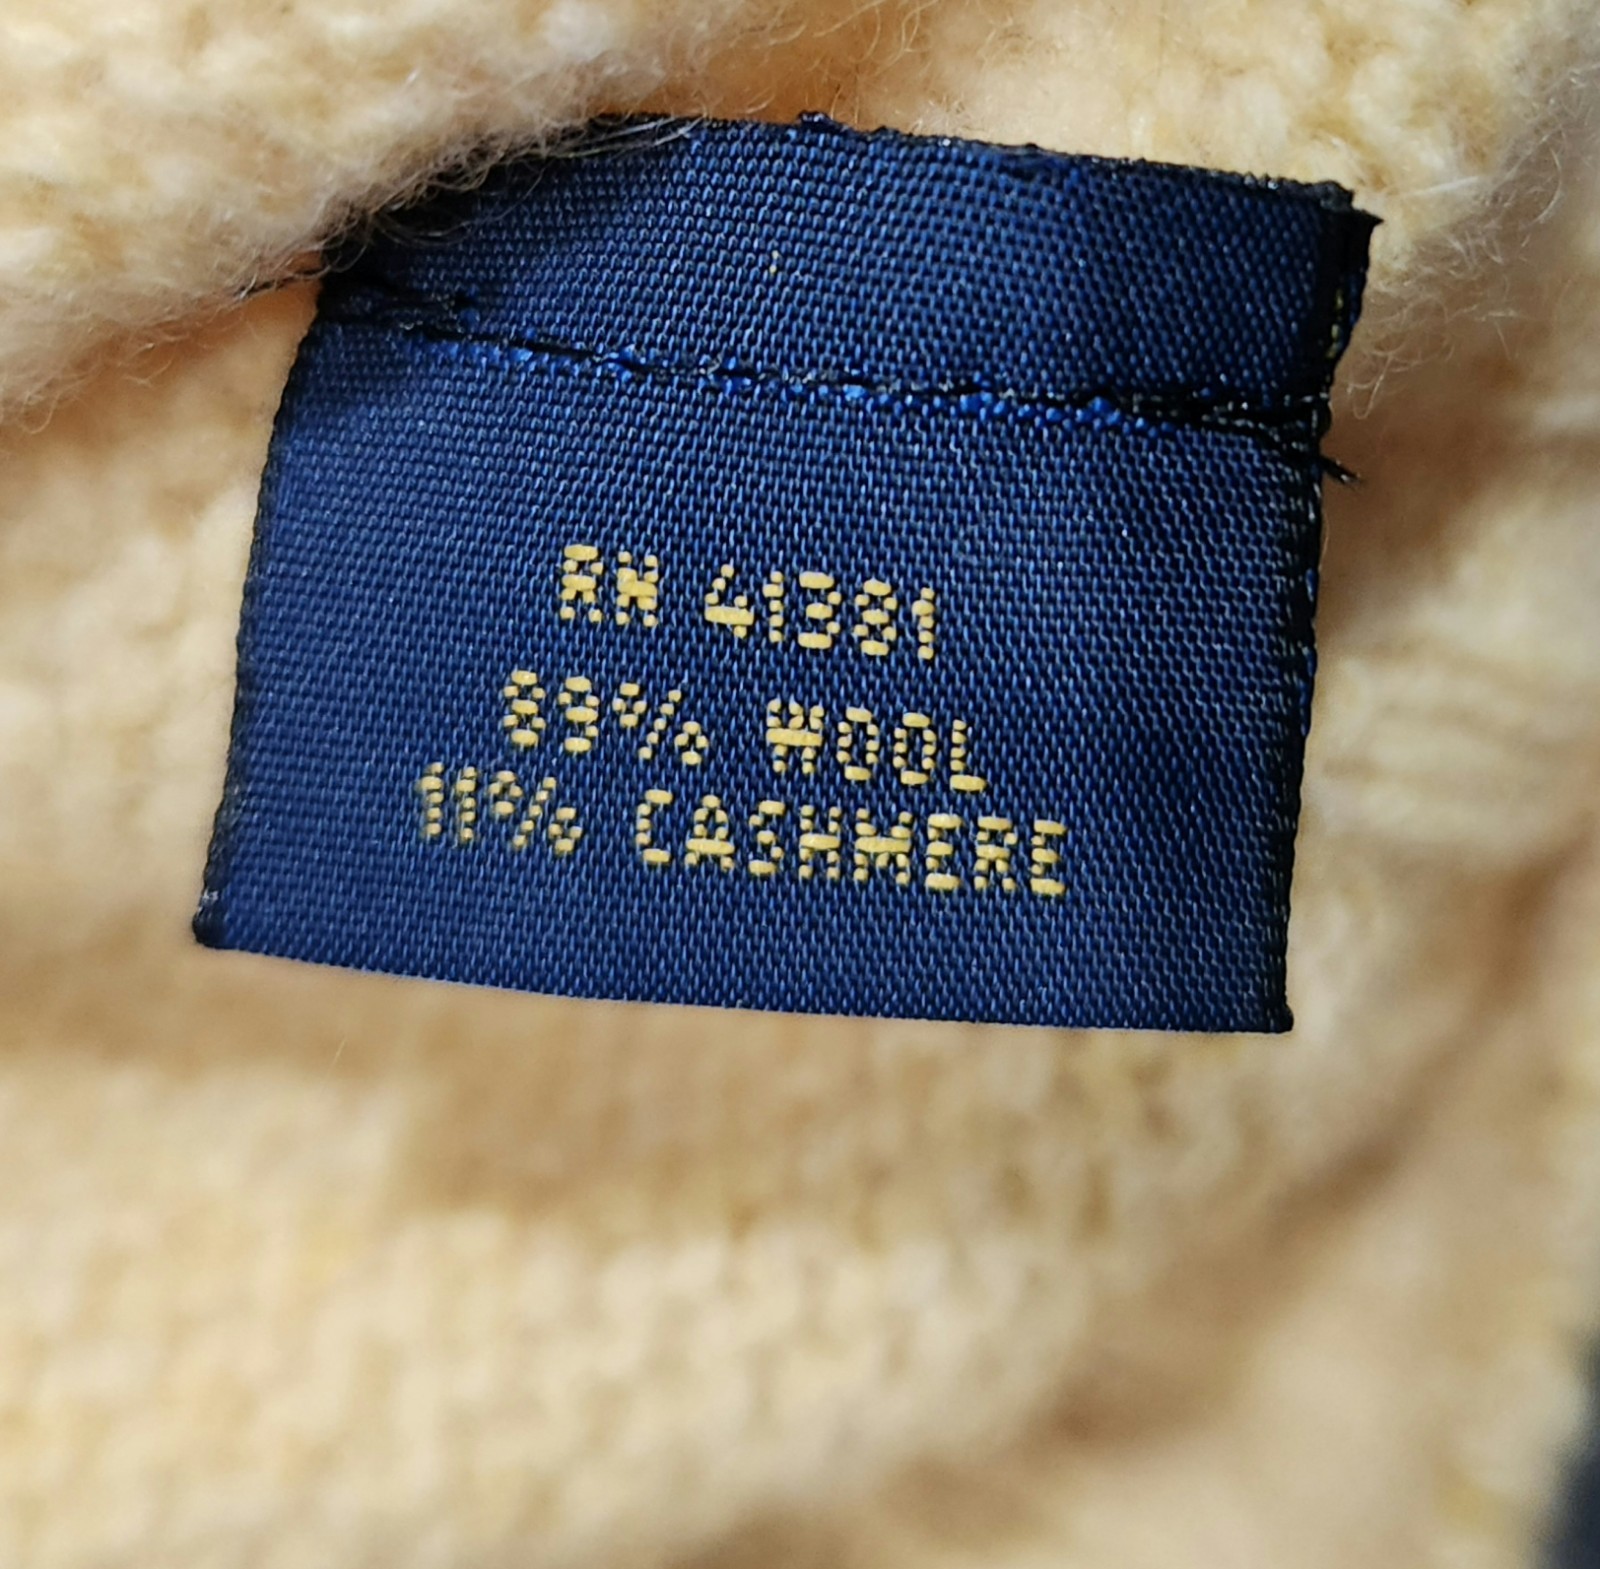 RN 41381
89% WOOL
11% CASHMERE